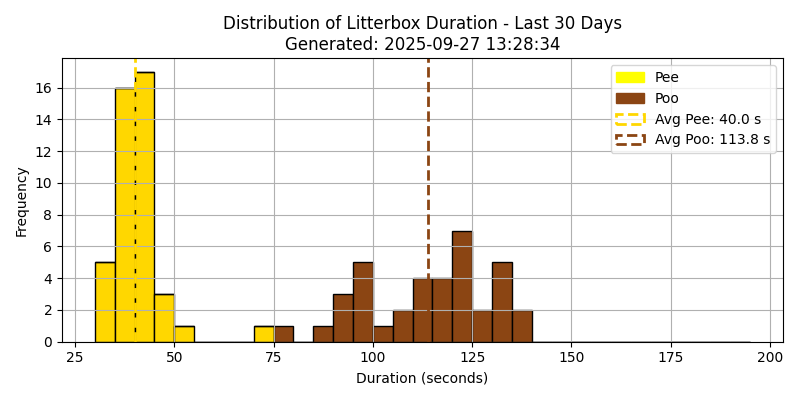 Distribution of Litterbox Duration - Last 30 Days
Generated: 2025-09-27 13:28:34
Pee
Poo
Avg Pee: 40.0 s
Avg Poo: 113.8 s
Frequency
16
14
12
10
8
6
4
2
0
25 50 75 100 125 150 175 200
Duration (seconds)